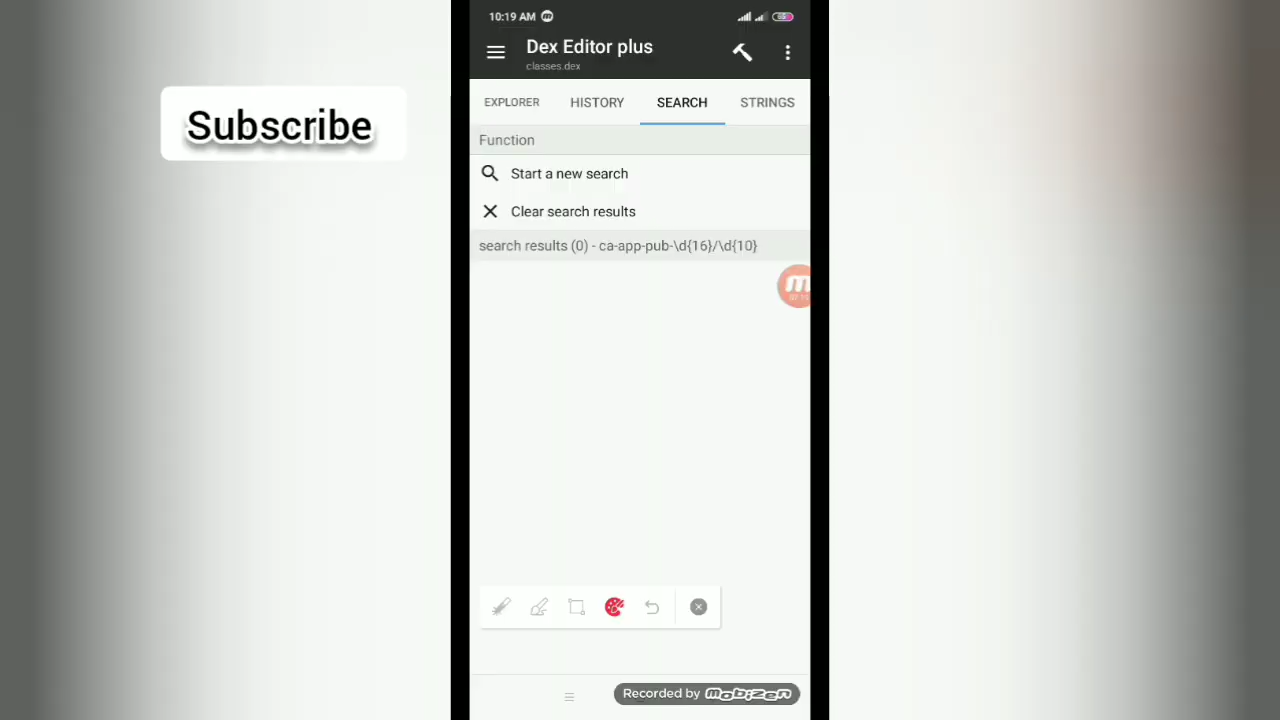 10:19 AM
Dex Editor plus
classes.dex
EXPLORER HISTORY SEARCH STRINGS
Subscribe
Function
Start a new search
Clear search results
search results (0) - ca-app-pub-\d{16}/\d{10}
Recorded by mobizen